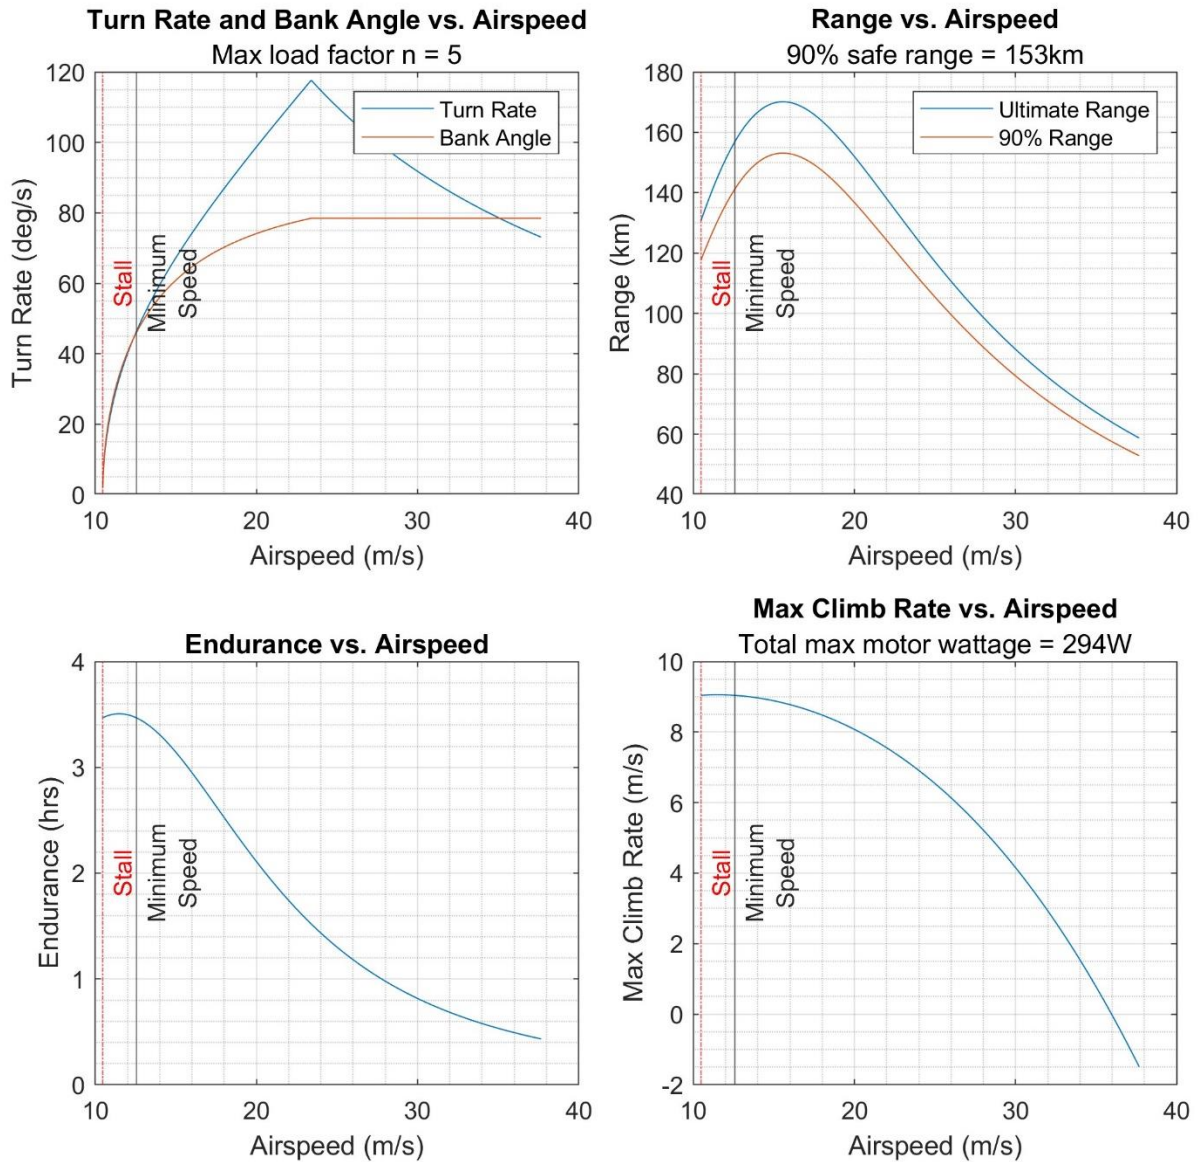 Turn Rate and Bank Angle vs. Airspeed
Max load factor n = 5
120
100
80
60
40
20
0
10
20
30
40
Turn Rate (deg/s)
Airspeed (m/s)
Turn Rate
Bank Angle
Stall
Minimum
Speed
Range vs. Airspeed
90% safe range = 153km
180
160
140
120
100
80
60
40
10
20
30
40
Range (km)
Airspeed (m/s)
Ultimate Range
90% Range
Stall
Minimum
Speed
Endurance vs. Airspeed
4
3
2
1
0
10
20
30
40
Endurance (hrs)
Airspeed (m/s)
Stall
Minimum
Speed
Max Climb Rate vs. Airspeed
Total max motor wattage = 294W
10
8
6
4
2
0
-2
10
20
30
40
Max Climb Rate (m/s)
Airspeed (m/s)
Stall
Minimum
Speed